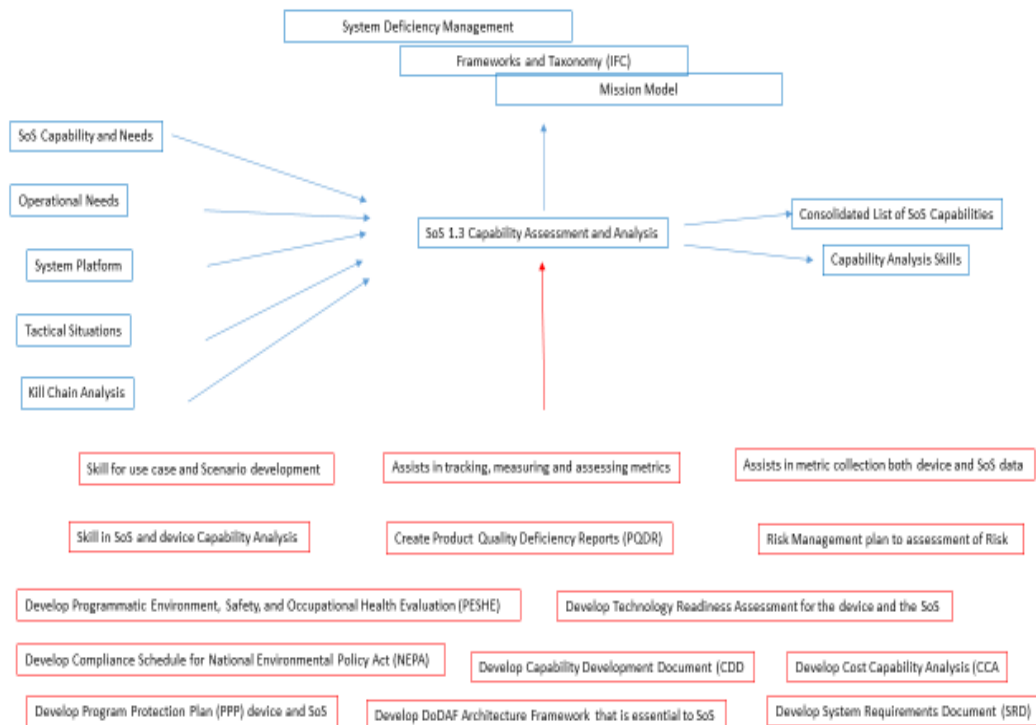 System Deficiency Management
Frameworks and Taxonomy (IFC)
Mission Model
SoS Capability and Needs
Operational Needs
System Platform
Tactical Situations
Kill Chain Analysis
SoS 1.3 Capability Assessment and Analysis
Consolidated List of SoS Capabilities
Capability Analysis Skills
Skill for use case and Scenario development
Assists in tracking, measuring and assessing metrics
Assists in metric collection both device and SoS data
Skill in SoS and device Capability Analysis
Create Product Quality Deficiency Reports (PQDR)
Risk Management plan to assessment of Risk
Develop Programmatic Environment, Safety, and Occupational Health Evaluation (PESHE)
Develop Technology Readiness Assessment for the device and the SoS
Develop Compliance Schedule for National Environmental Policy Act (NEPA)
Develop Capability Development Document (CDD
Develop Cost Capability Analysis (CCA
Develop Program Protection Plan (PPP) device and SoS
Develop DoDAF Architecture Framework that is essential to SoS
Develop System Requirements Document (SRD)